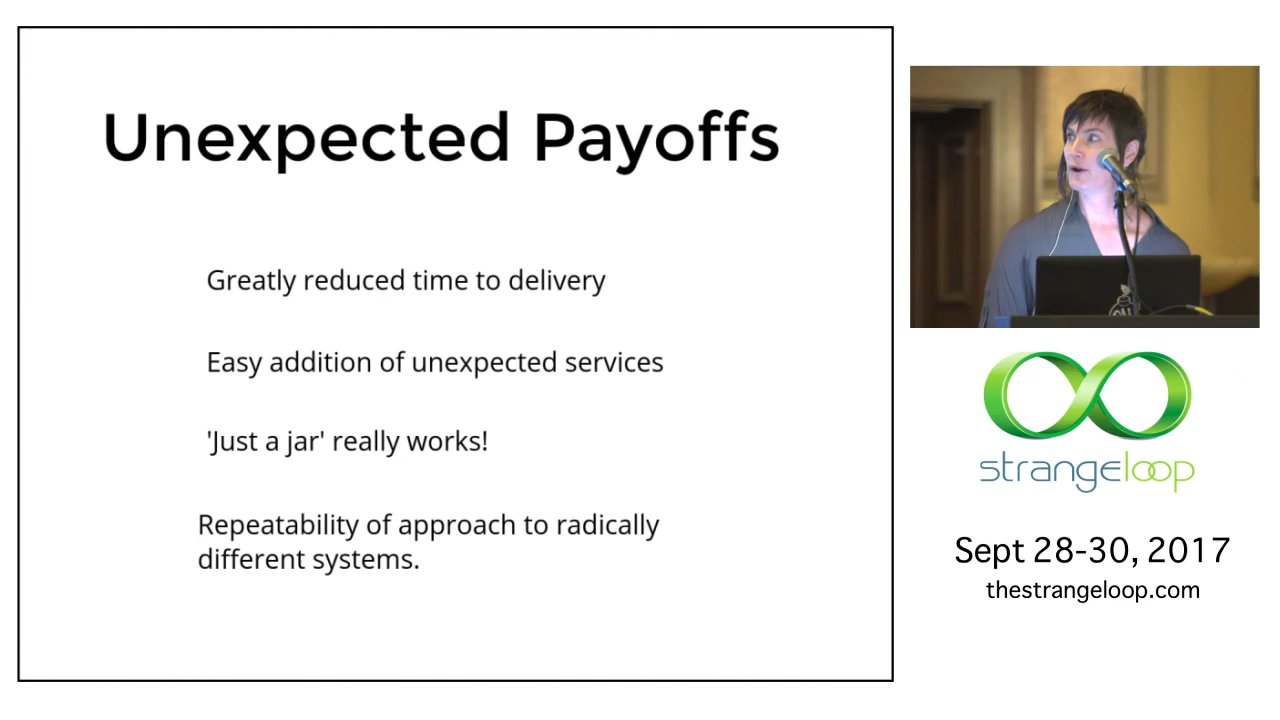 Unexpected Payoffs
Greatly reduced time to delivery
Easy addition of unexpected services
'Just a jar' really works!
Repeatability of approach to radically
different systems.
strangeloop
Sept 28-30, 2017
thestrangeloop.com